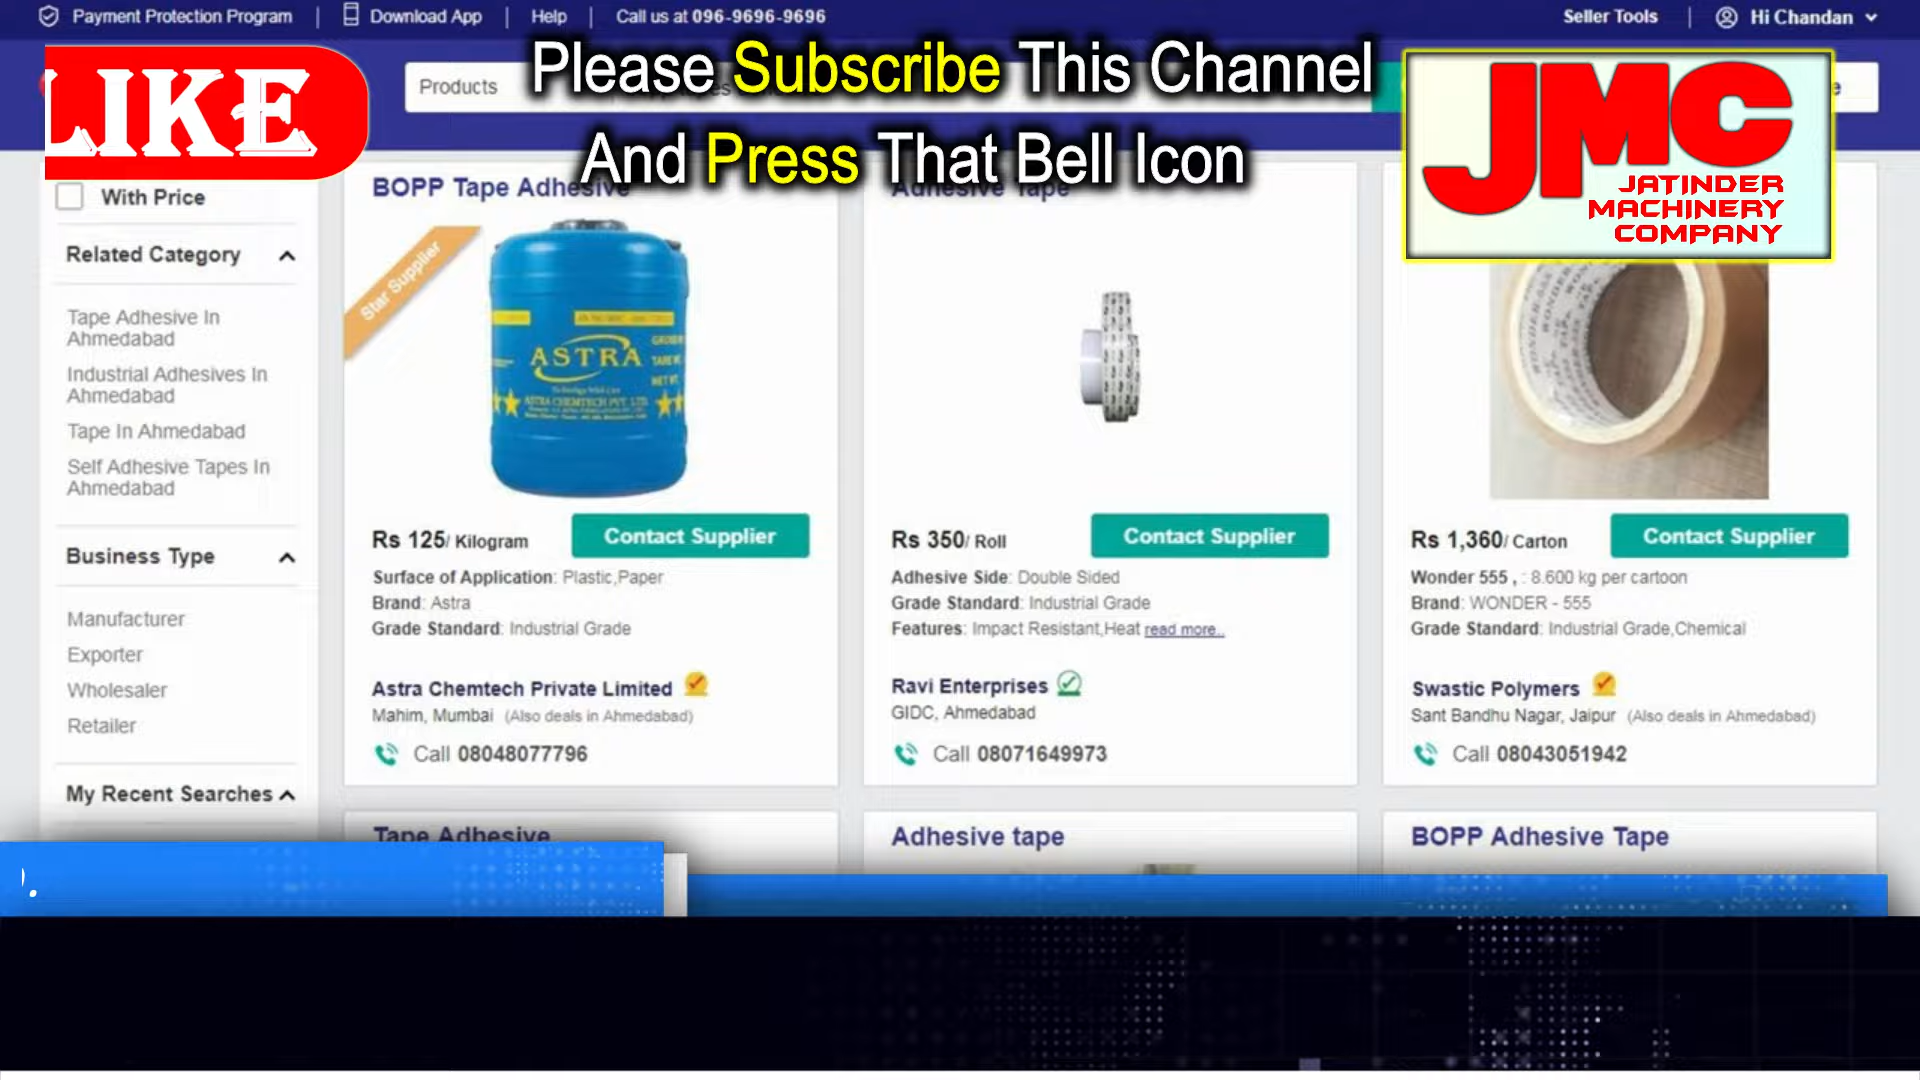 Payment Protection Program
Download App
Help
Call us at 096-9696-9696
Seller Tools
Hi Chandan
LIKE
Products
Please Subscribe This Channel
And Press That Bell Icon
JMC
JATINDER
MACHINERY
COMPANY
With Price
Related Category
Tape Adhesive In
Ahmedabad
Industrial Adhesives In
Ahmedabad
Tape In Ahmedabad
Self Adhesive Tapes In
Ahmedabad
Business Type
Manufacturer
Exporter
Wholesaler
Retailer
My Recent Searches
BOPP Tape Adhesive
Star Supplier
ASTRA
ASTRA CHEMTECH PVT. LTD.
Rs 125/ Kilogram
Contact Supplier
Surface of Application: Plastic,Paper
Brand: Astra
Grade Standard: Industrial Grade
Astra Chemtech Private Limited
Mahim, Mumbai (Also deals in Ahmedabad)
Call 08048077796
Adhesive Tape
Rs 350/ Roll
Contact Supplier
Adhesive Side: Double Sided
Grade Standard: Industrial Grade
Features: Impact Resistant,Heat read more..
Ravi Enterprises
GIDC, Ahmedabad
Call 08071649973
Rs 1,360/ Carton
Contact Supplier
Wonder 555 , : 8.600 kg per cartoon
Brand: WONDER - 555
Grade Standard: Industrial Grade,Chemical
Swastic Polymers
Sant Bandhu Nagar, Jaipur (Also deals in Ahmedabad)
Call 08043051942
Tape Adhesive
Adhesive tape
BOPP Adhesive Tape